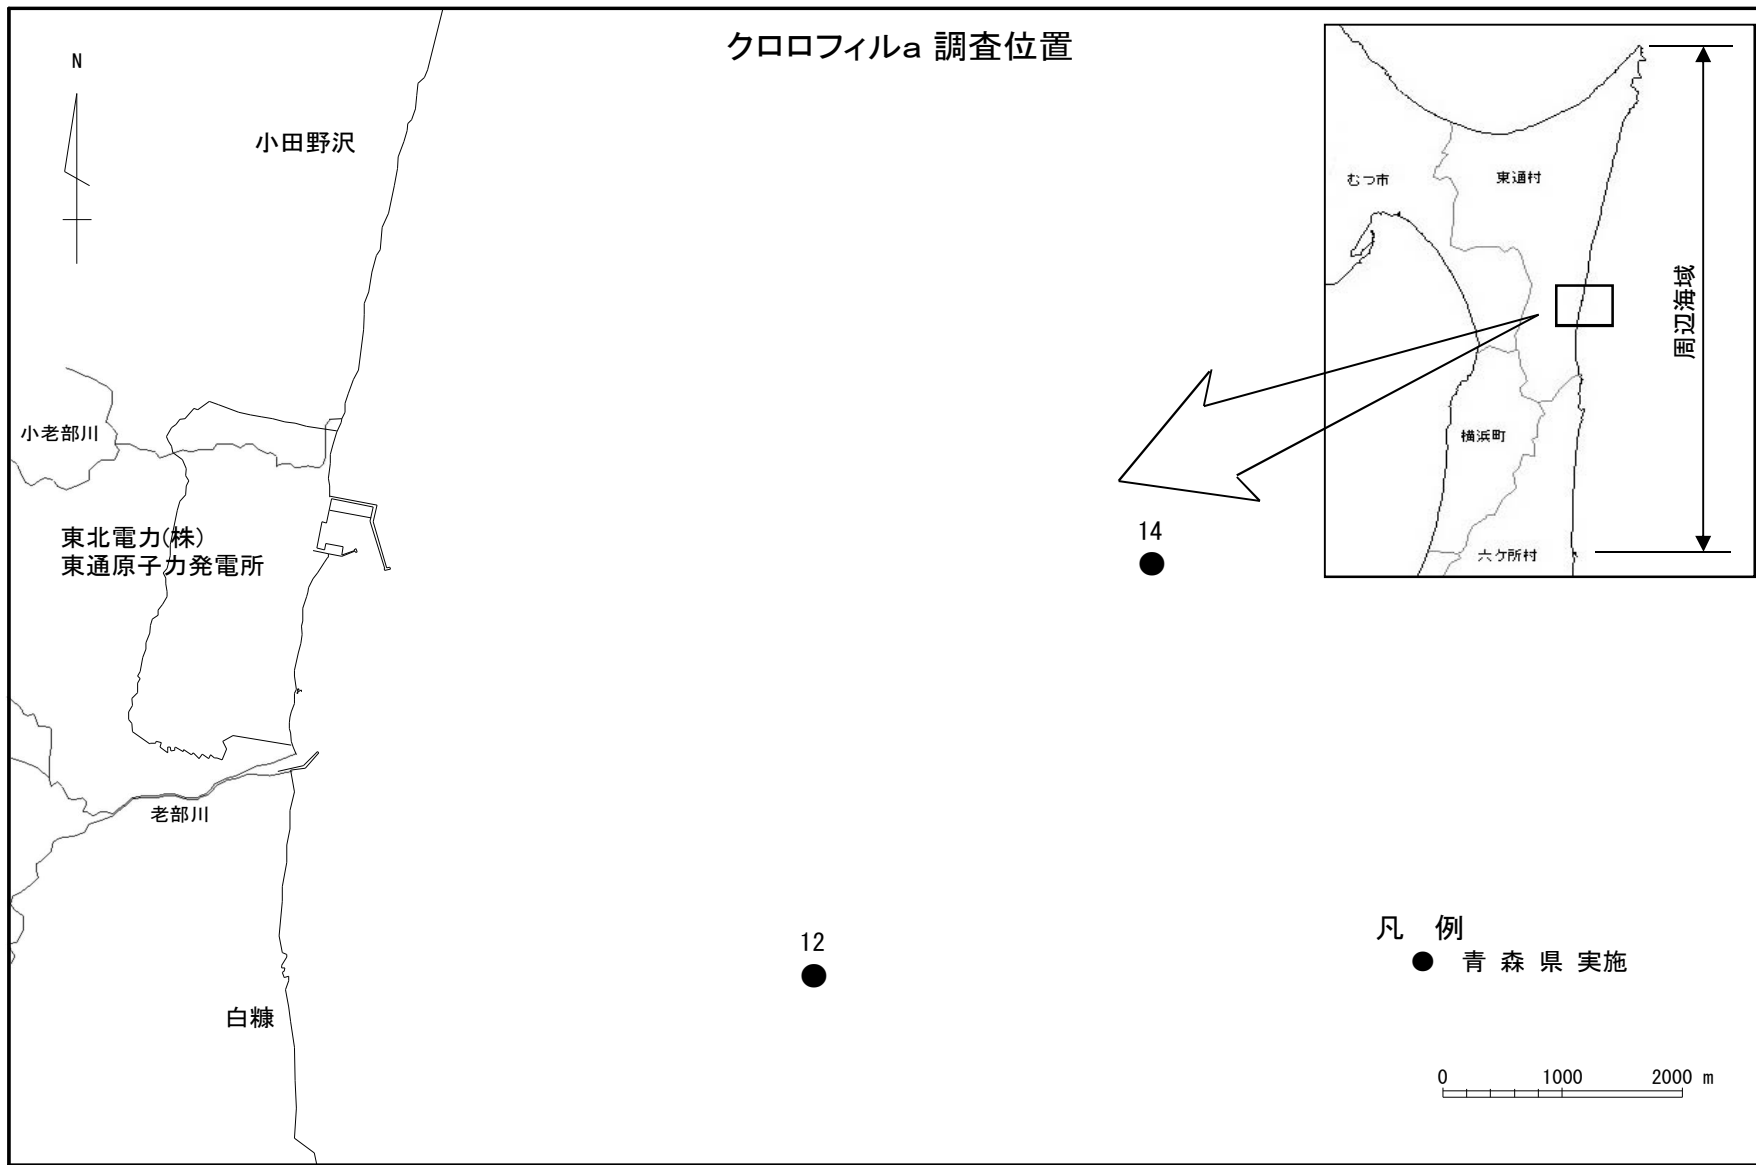 クロロフィルa 調査位置
N
小田野沢
小老部川
東北電力(株)
東通原子力発電所
老部川
白糠
14
12
むつ市
東通村
横浜町
六ケ所村
周辺海域
凡 例
● 青 森 県 実施
0 1000 2000 m